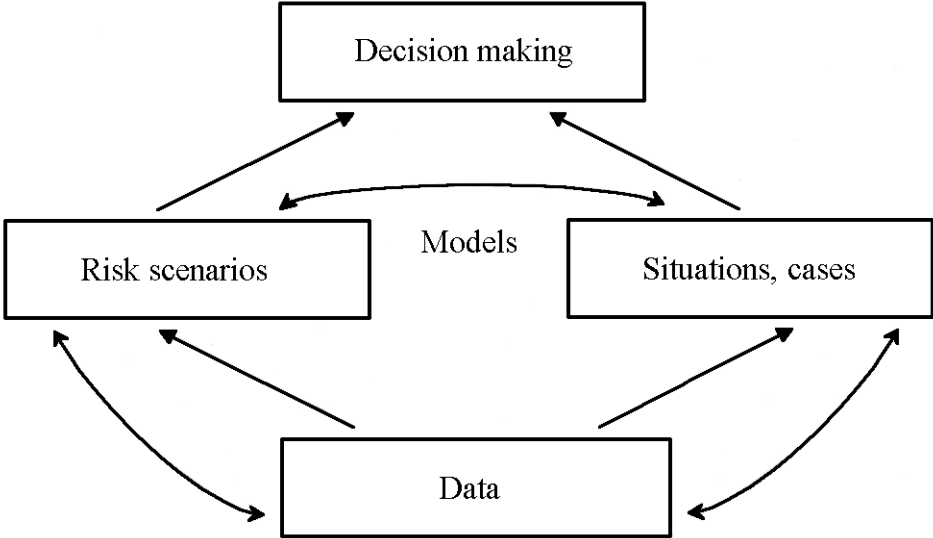 Decision making
Models
Risk scenarios
Situations, cases
Data